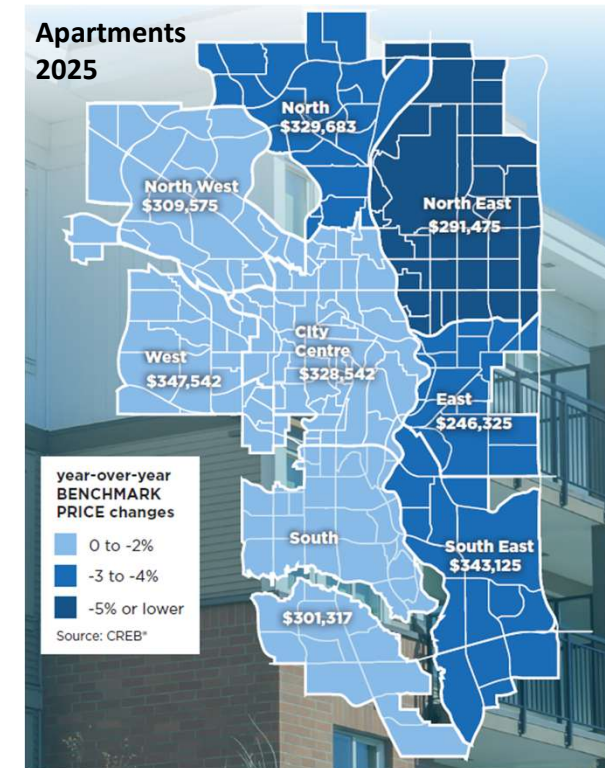 Apartments
2025
North
$329,683
North West
$309,575
North East
$291,475
City
Centre
$328,542
West
$347,542
East
$246,325
year-over-year
BENCHMARK
PRICE changes
0 to -2%
-3 to -4%
-5% or lower
Source: CREB®
South
South East
$343,125
$301,317